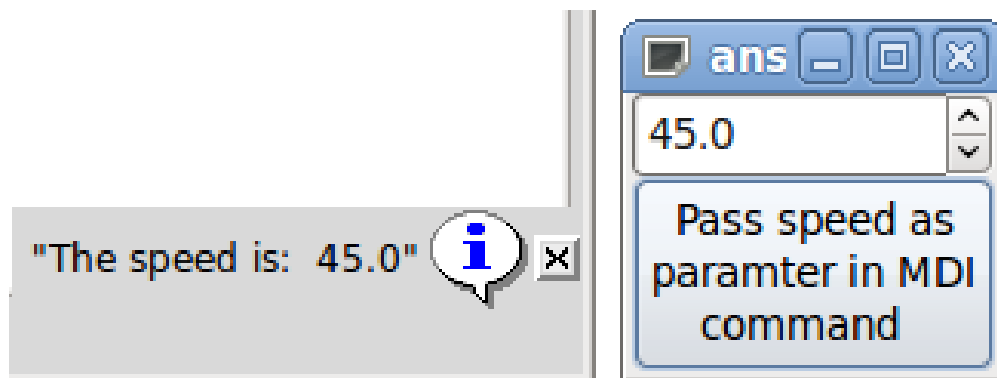 "The speed is:  45.0"
ans
45.0
Pass speed as
paramter in MDI
command